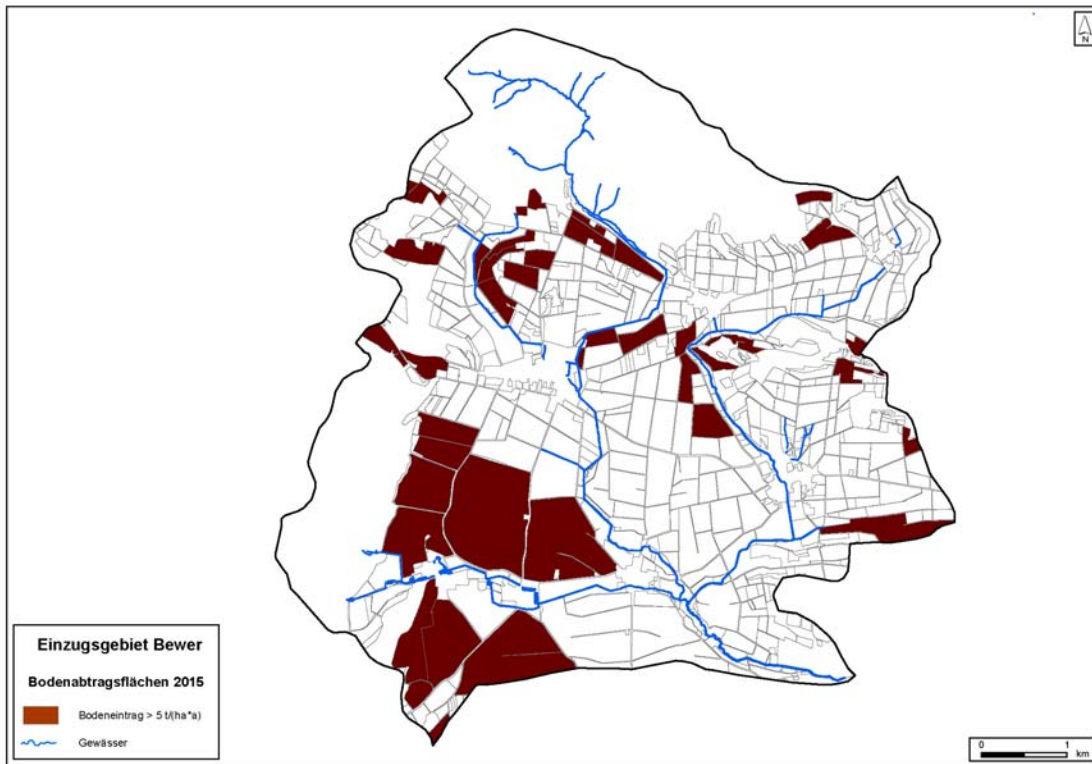 N
Einzugsgebiet Bewer
Bodenabtragsflächen 2015
Bodeneintrag > 5 t/(ha*a)
Gewässer
0 1
km